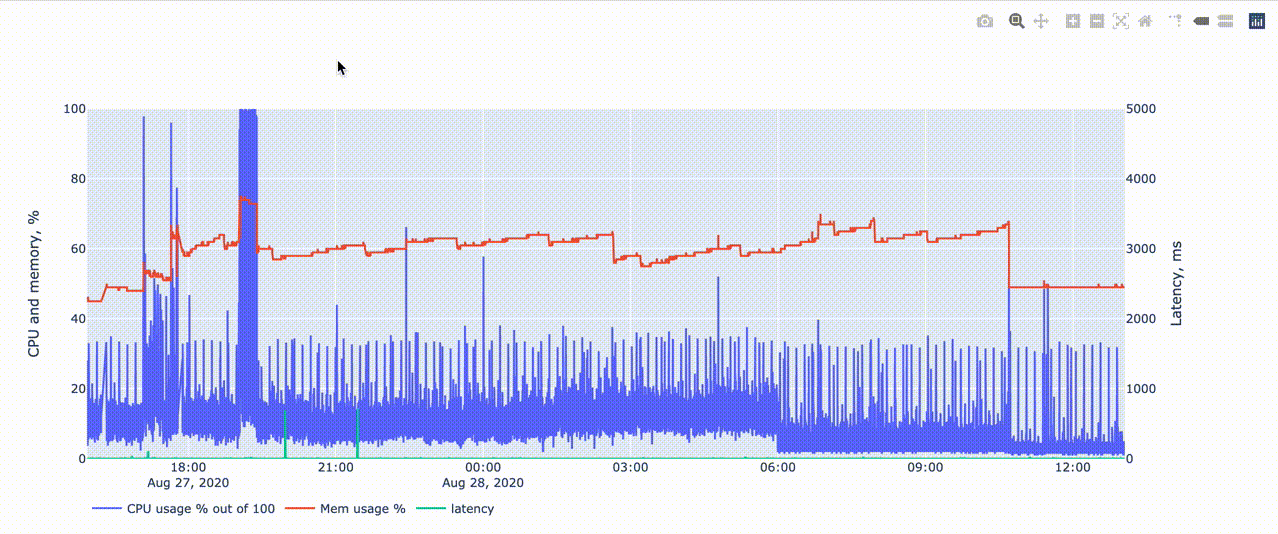 100
80
60
40
20
0
CPU and memory, %
5000
4000
3000
2000
1000
0
Latency, ms
18:00
21:00
00:00
03:00
06:00
09:00
12:00
Aug 27, 2020
Aug 28, 2020
CPU usage % out of 100
Mem usage %
latency